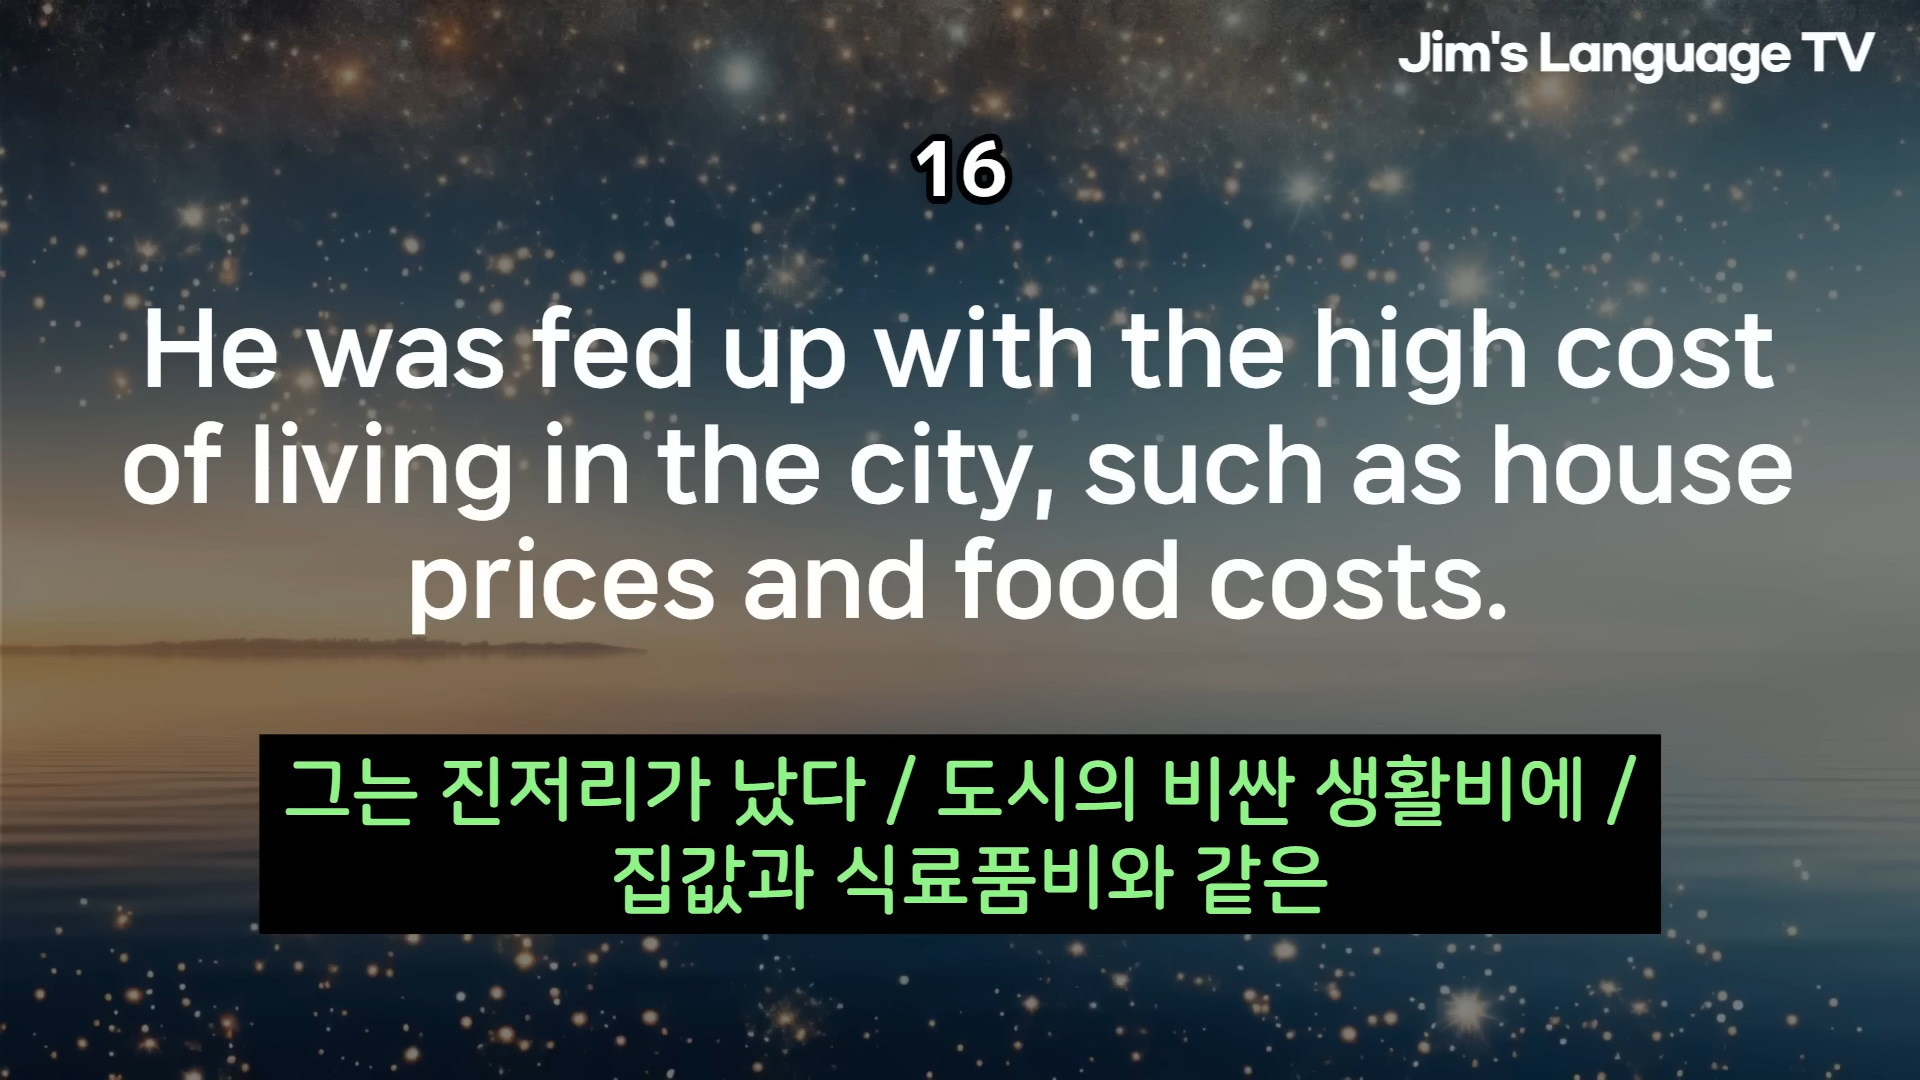 Jim's Language TV
16
He was fed up with the high cost
of living in the city, such as house
prices and food costs.
그는 진저리가 났다 / 도시의 비싼 생활비에 /
집값과 식료품비와 같은